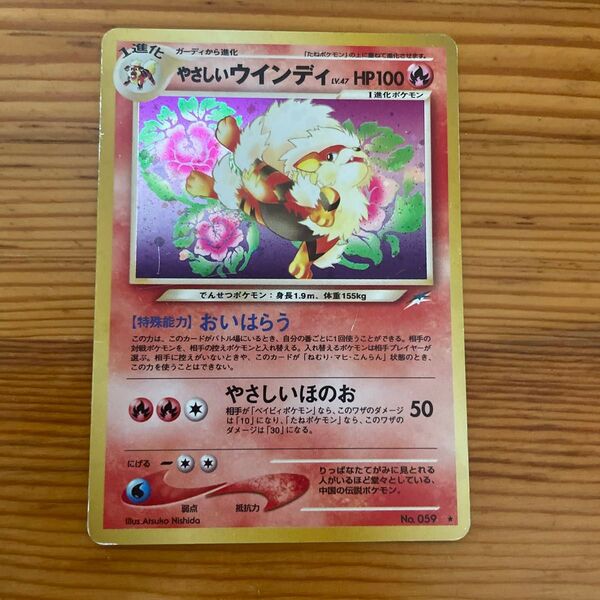 1進化
ガーディから進化
「たねポケモン」の上に重ねて進化させます。
やさしいウインディ LV.47 HP100
1進化ポケモン
でんせつポケモン：身長1.9m、体重155kg
【特殊能力】おいはらう
この力は、このカードがバトル場にいるとき、自分の番ごとに1回使うことができる。相手の
対戦ポケモンを、相手の控えポケモンと入れ替える。入れ替えるポケモンは相手プレイヤーが
選ぶ。相手に控えがいないときや、このカードが「ねむり・マヒ・こんらん」状態のとき、
この力を使うことはできない。
やさしいほのお
相手が「ベイビィポケモン」なら、このワザのダメージ
は「10」になり、「たねポケモン」なら、このワザの
ダメージは「30」になる。
50
にげる
りっぱなたてがみに見とれる
人がいるほど堂々としている、
中国の伝説ポケモン。
弱点 抵抗力
Illus.Atsuko Nishida
No. 059 ★